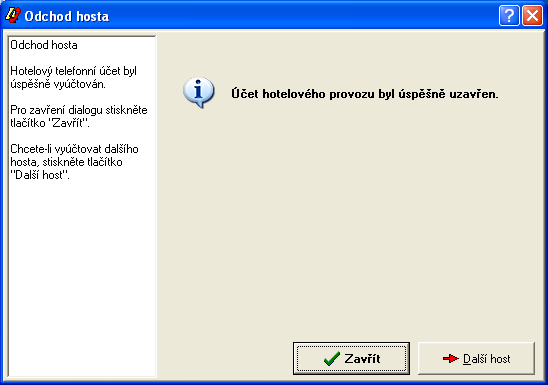 Odchod hosta
Odchod hosta
Hotelový telefonní účet byl
úspěšně vyúčtován.
Pro zavření dialogu stiskněte
tlačítko "Zavřít".
Chcete-li vyúčtovat dalšího
hosta, stiskněte tlačítko
"Další host".
Účet hotelového provozu byl úspěšně uzavřen.
Zavřít
Další host